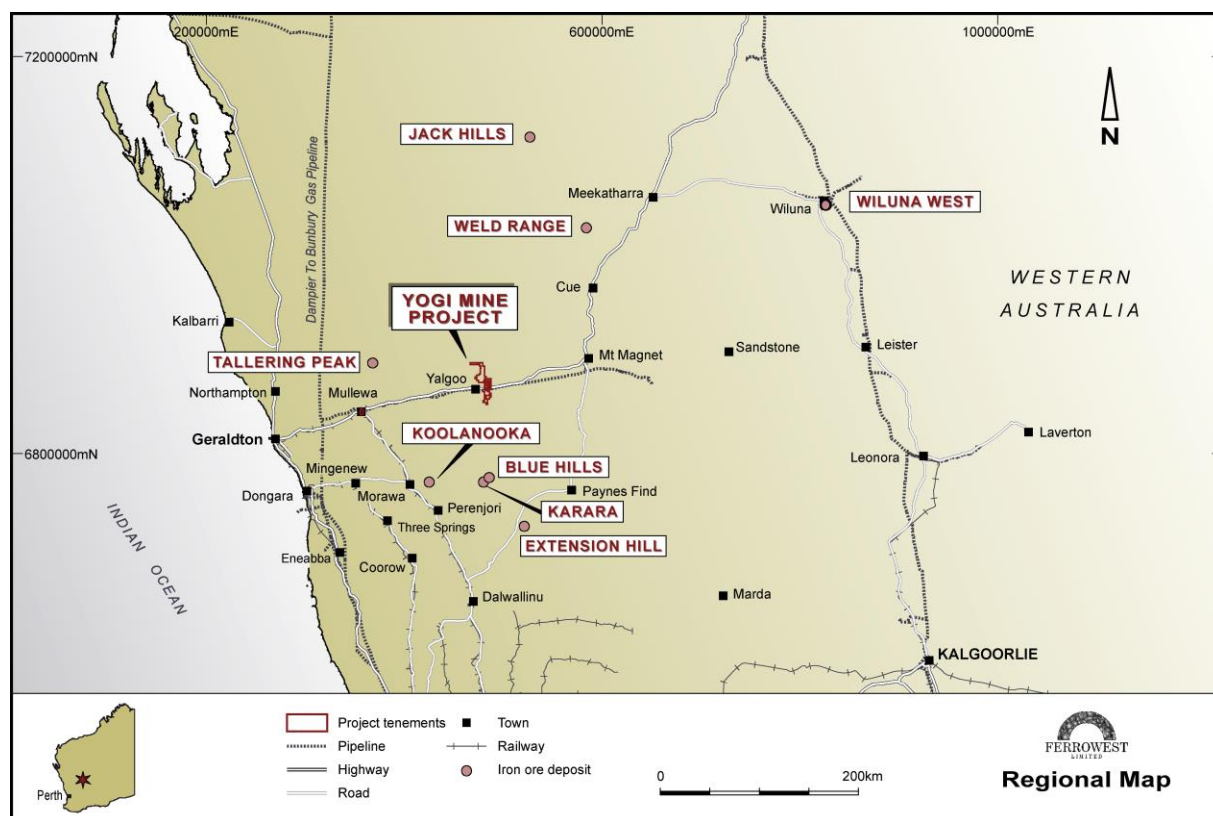 200000mE
600000mE
1000000mE
7200000mN
N
JACK HILLS
Dampier To Bunbury Gas Pipeline
Meekatharra
Wiluna
WILUNA WEST
WELD RANGE
WESTERN
AUSTRALIA
Cue
YOGI MINE
PROJECT
Kalbarri
Mt Magnet
Sandstone
Leister
TALLERING PEAK
Yalgoo
Northampton
Mullewa
Geraldton
KOOLANOOKA
Laverton
6800000mN
Leonora
BLUE HILLS
Mingenew
Dongara
Morawa
Paynes Find
KARARA
Perenjori
Three Springs
EXTENSION HILL
INDIAN OCEAN
Eneabba
Coorow
Marda
Dalwallinu
KALGOORLIE
Project tenements
Pipeline
Highway
Road
Town
Railway
Iron ore deposit
Perth
0
200km
FERROWEST
LIMITED
Regional Map